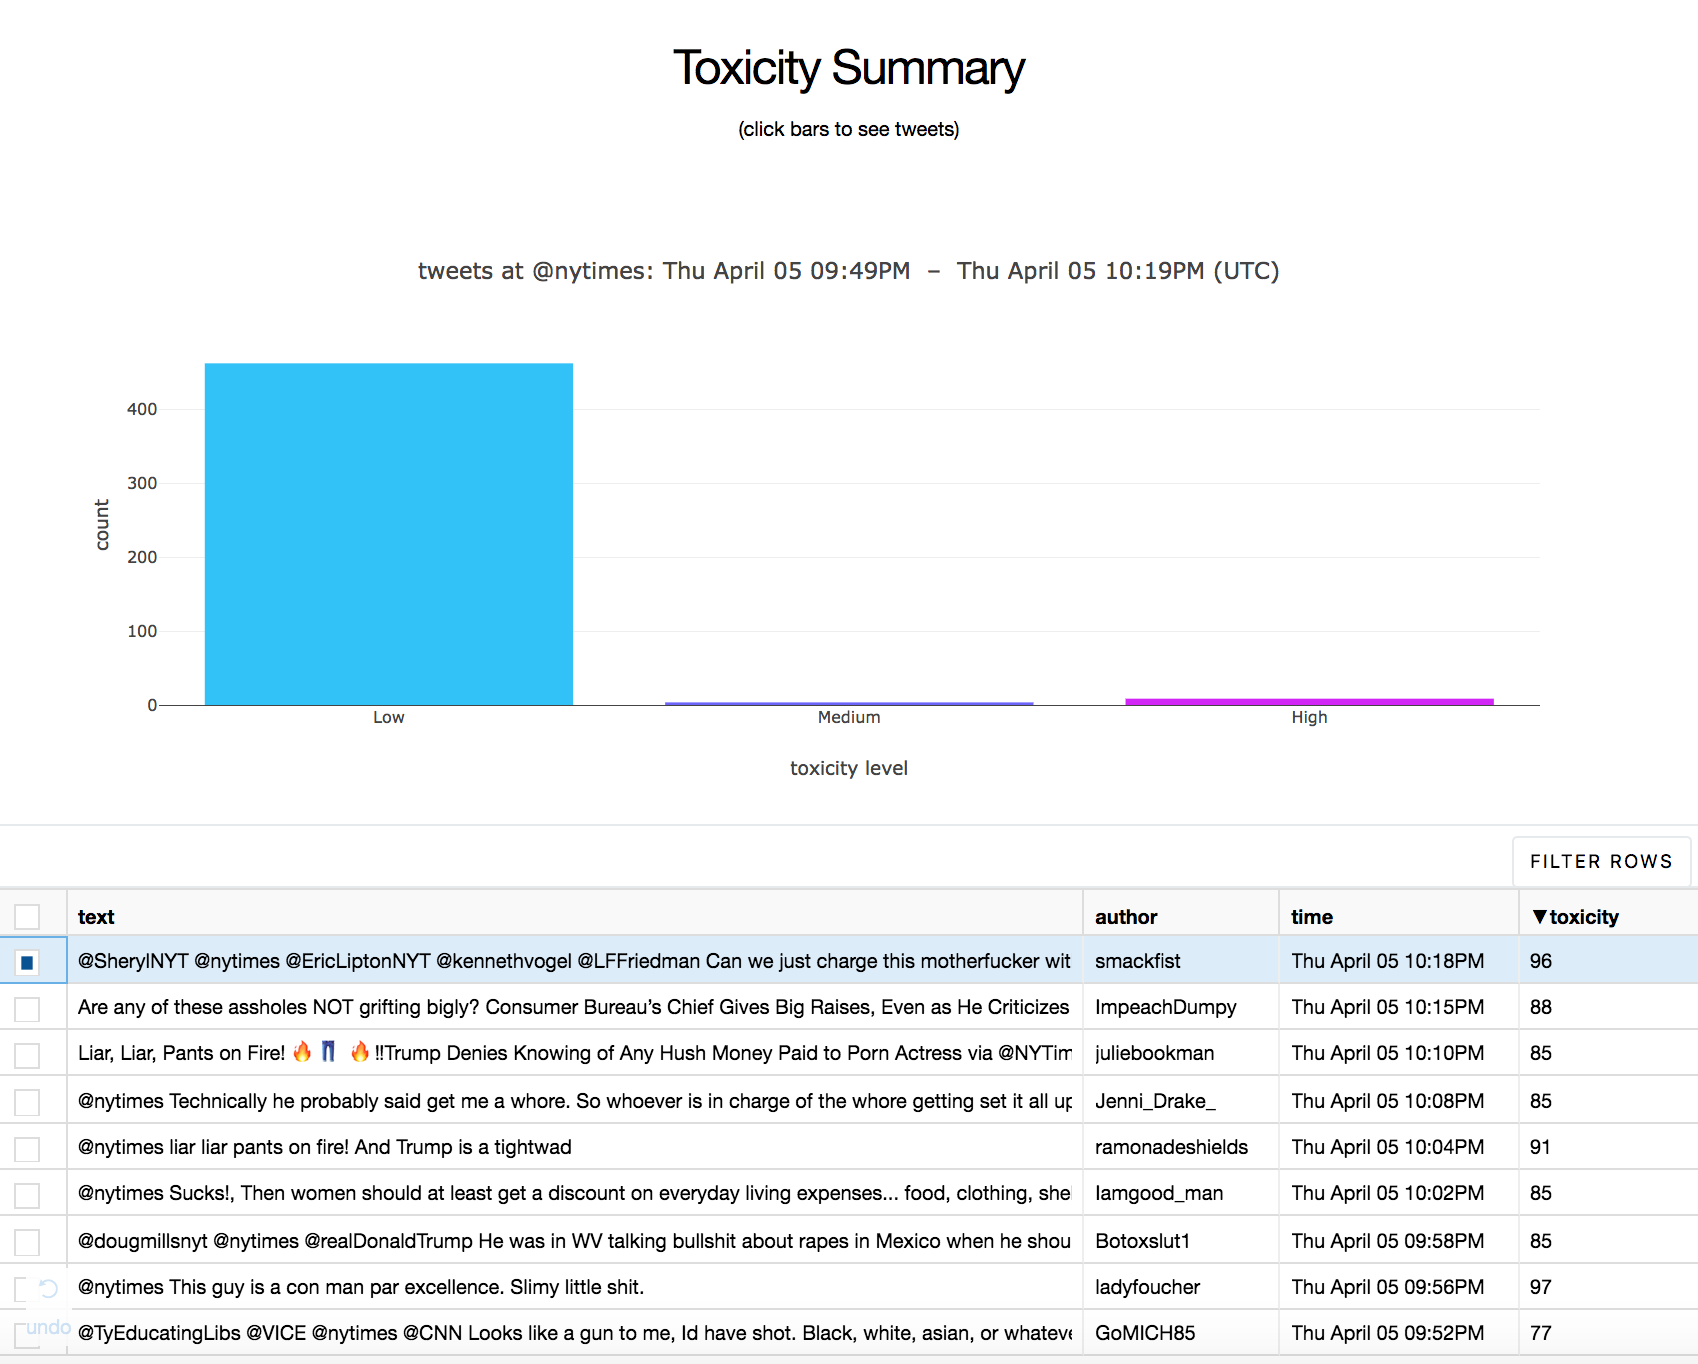 Toxicity Summary
(click bars to see tweets)
tweets at @nytimes: Thu April 05 09:49PM – Thu April 05 10:19PM (UTC)
400
300
200
100
0
count
Low Medium High
toxicity level
FILTER ROWS
text author time ▼toxicity
@SherylNYT @nytimes @EricLiptonNYT @kennethvogel @LFFriedman Can we just charge this motherfucker wit smackfist Thu April 05 10:18PM 96
Are any of these assholes NOT grifting bigly? Consumer Bureau’s Chief Gives Big Raises, Even as He Criticizes ImpeachDumpy Thu April 05 10:15PM 88
Liar, Liar, Pants on Fire! 🔥 👖 🔥 !!Trump Denies Knowing of Any Hush Money Paid to Porn Actress via @NYTim juliebookman Thu April 05 10:10PM 85
@nytimes Technically he probably said get me a whore. So whoever is in charge of the whore getting set it all up Jenni_Drake_ Thu April 05 10:08PM 85
@nytimes liar liar pants on fire! And Trump is a tightwad ramonadeshields Thu April 05 10:04PM 91
@nytimes Sucks!, Then women should at least get a discount on everyday living expenses... food, clothing, she Iamgood_man Thu April 05 10:02PM 85
@dougmillsnyt @nytimes @realDonaldTrump He was in WV talking bullshit about rapes in Mexico when he shou Botoxslut1 Thu April 05 09:58PM 85
@nytimes This guy is a con man par excellence. Slimy little shit. ladyfoucher Thu April 05 09:56PM 97
undo
@TyEducatingLibs @VICE @nytimes @CNN Looks like a gun to me, Id have shot. Black, white, asian, or whateve GoMICH85 Thu April 05 09:52PM 77